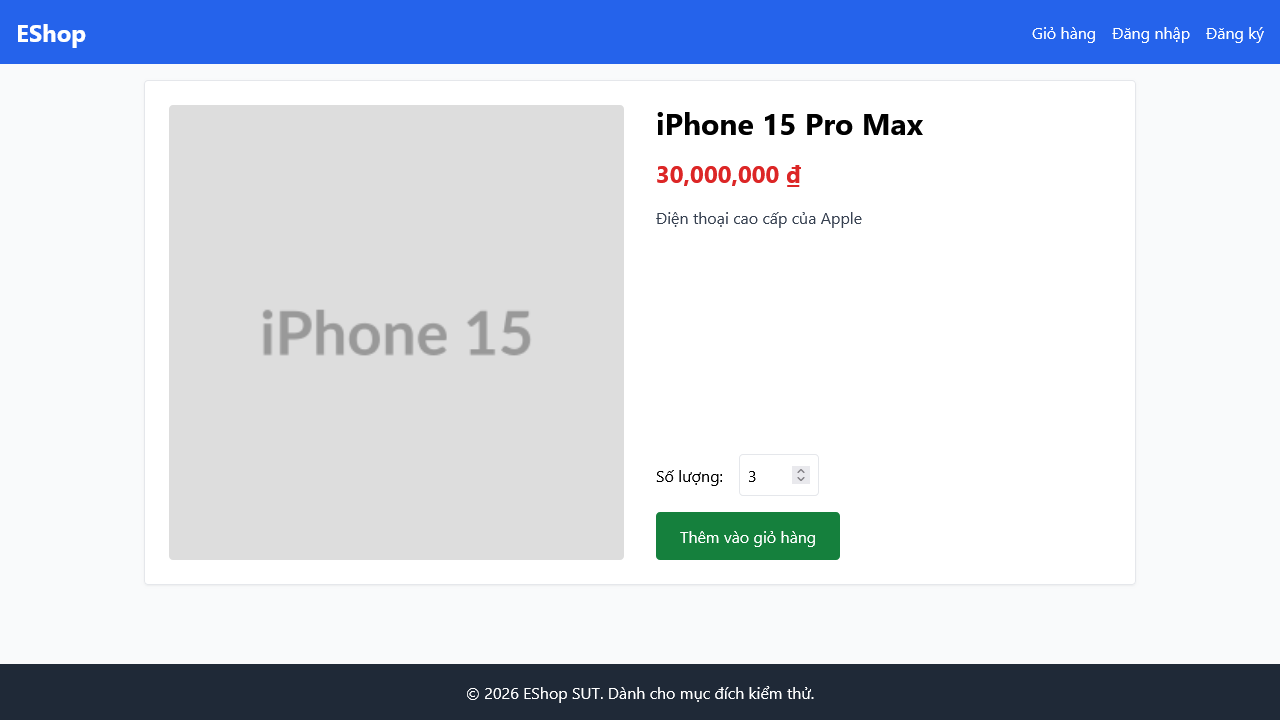 EShop
Giỏ hàng
Đăng nhập
Đăng ký
iPhone 15
iPhone 15 Pro Max
30,000,000 ₫
Điện thoại cao cấp của Apple
Số lượng: 3
Thêm vào giỏ hàng
© 2026 EShop SUT. Dành cho mục đích kiểm thử.